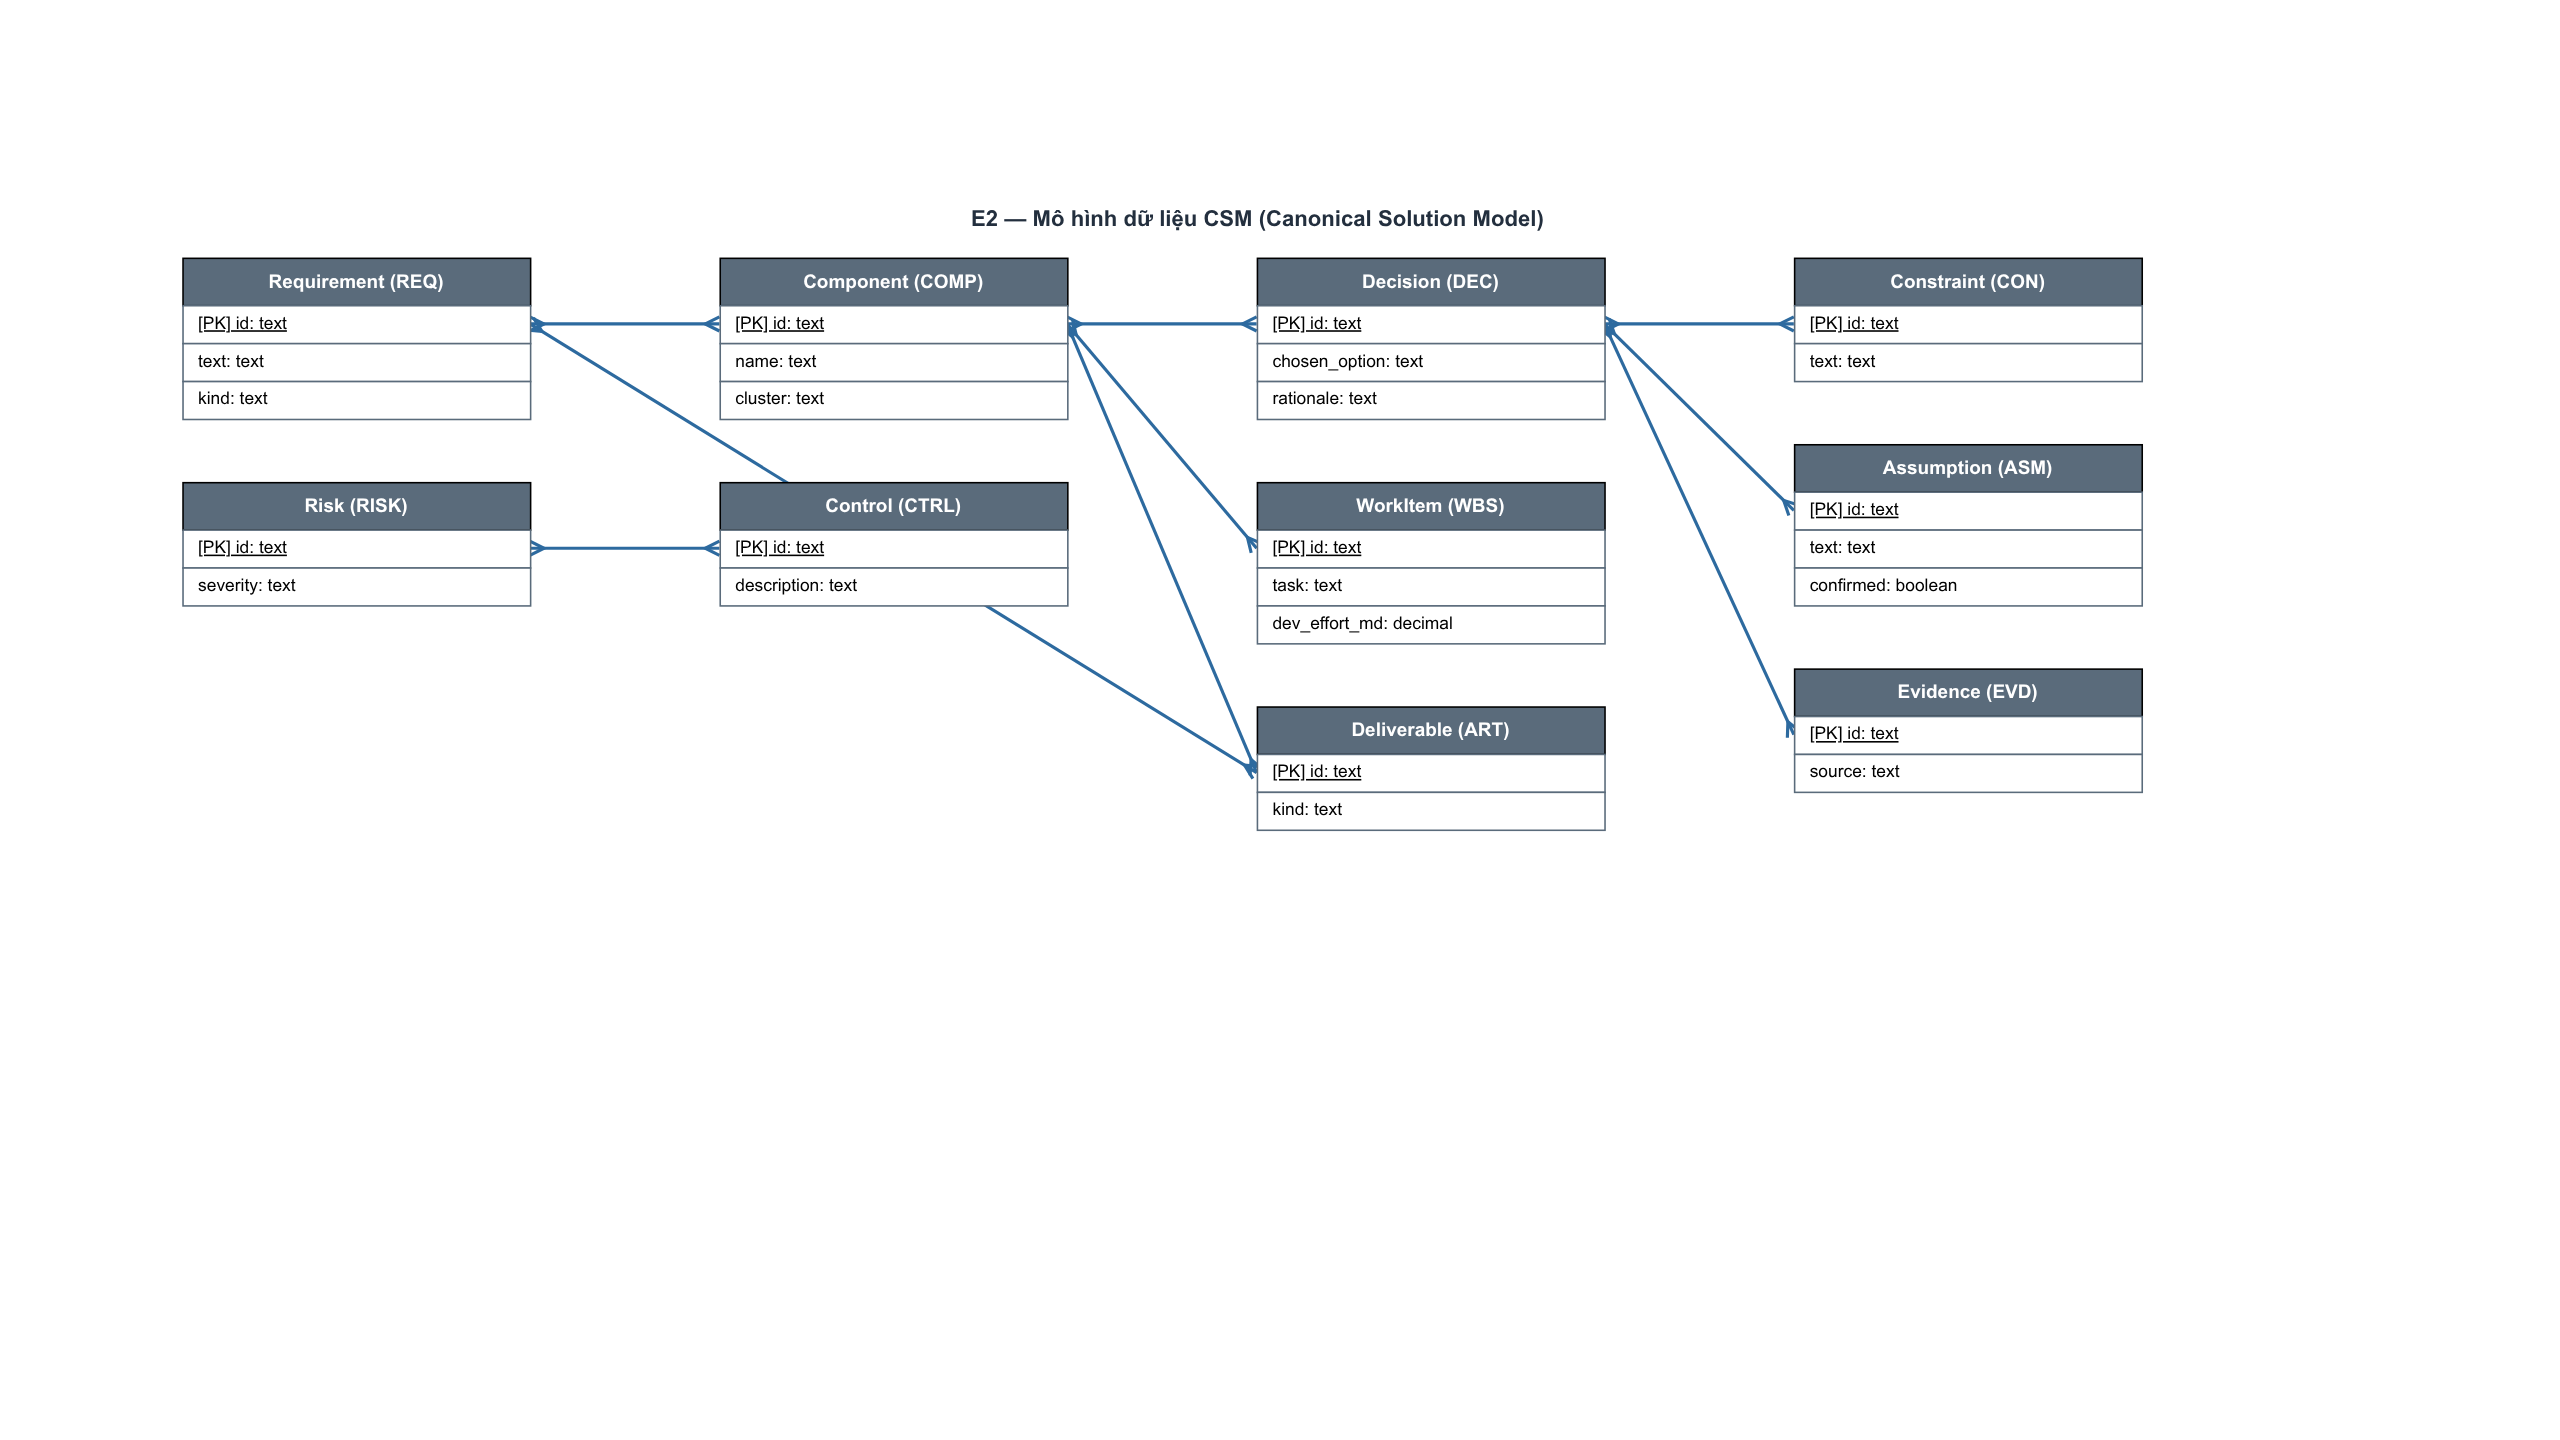 E2 — Mô hình dữ liệu CSM (Canonical Solution Model)
Requirement (REQ)
[PK] id: text
text: text
kind: text
Component (COMP)
[PK] id: text
name: text
cluster: text
Decision (DEC)
[PK] id: text
chosen_option: text
rationale: text
Constraint (CON)
[PK] id: text
text: text
Risk (RISK)
[PK] id: text
severity: text
Control (CTRL)
[PK] id: text
description: text
WorkItem (WBS)
[PK] id: text
task: text
dev_effort_md: decimal
Assumption (ASM)
[PK] id: text
text: text
confirmed: boolean
Deliverable (ART)
[PK] id: text
kind: text
Evidence (EVD)
[PK] id: text
source: text